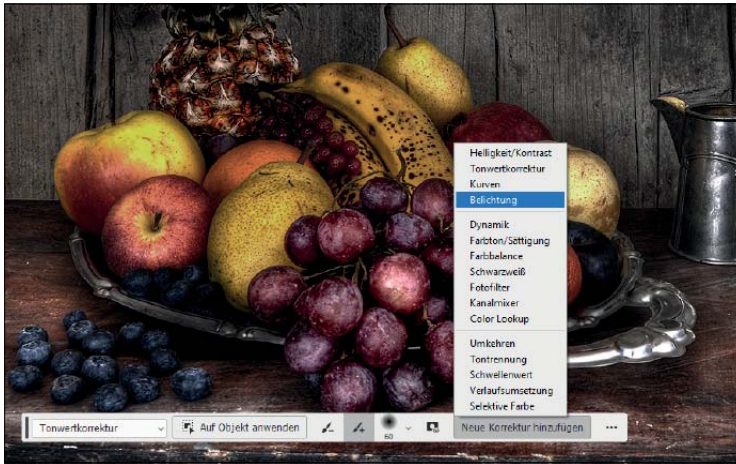 Helligkeit/Kontrast
Tonwertkorrektur
Kurven
Belichtung
Dynamik
Farbton/Sättigung
Farbbalance
Schwarzweiß
Fotofilter
Kanalmixer
Color Lookup
Umkehren
Tontrennung
Schwellenwert
Verlaufsumsetzung
Selektive Farbe
Tonwertkorrektur Auf Objekt anwenden 60 Neue Korrektur hinzufügen